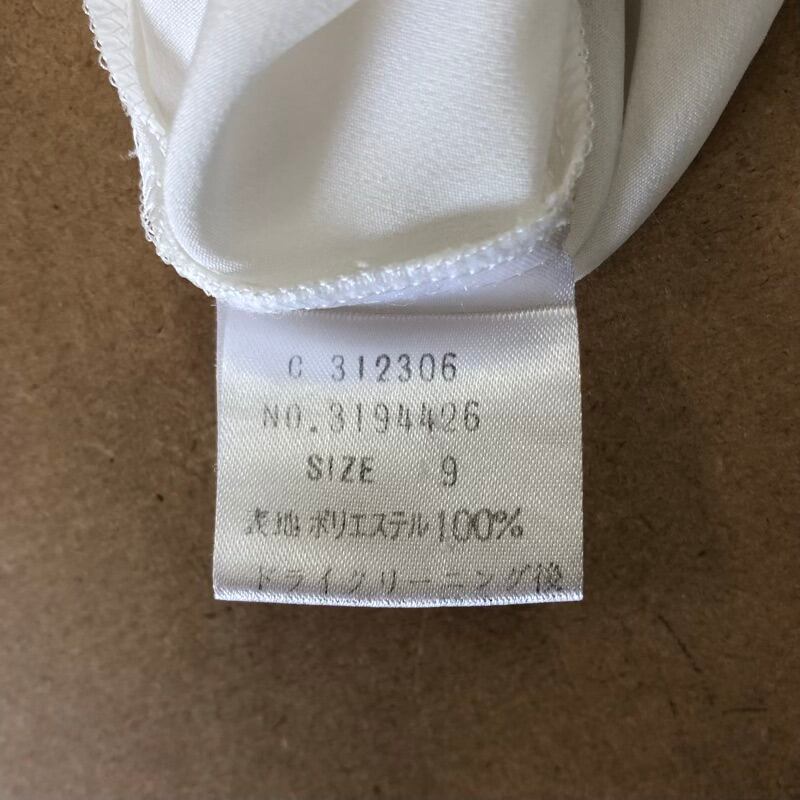 C 312306
NO.3194426
SIZE 9
表地 ポリエステル100%
ドライクリーニング後